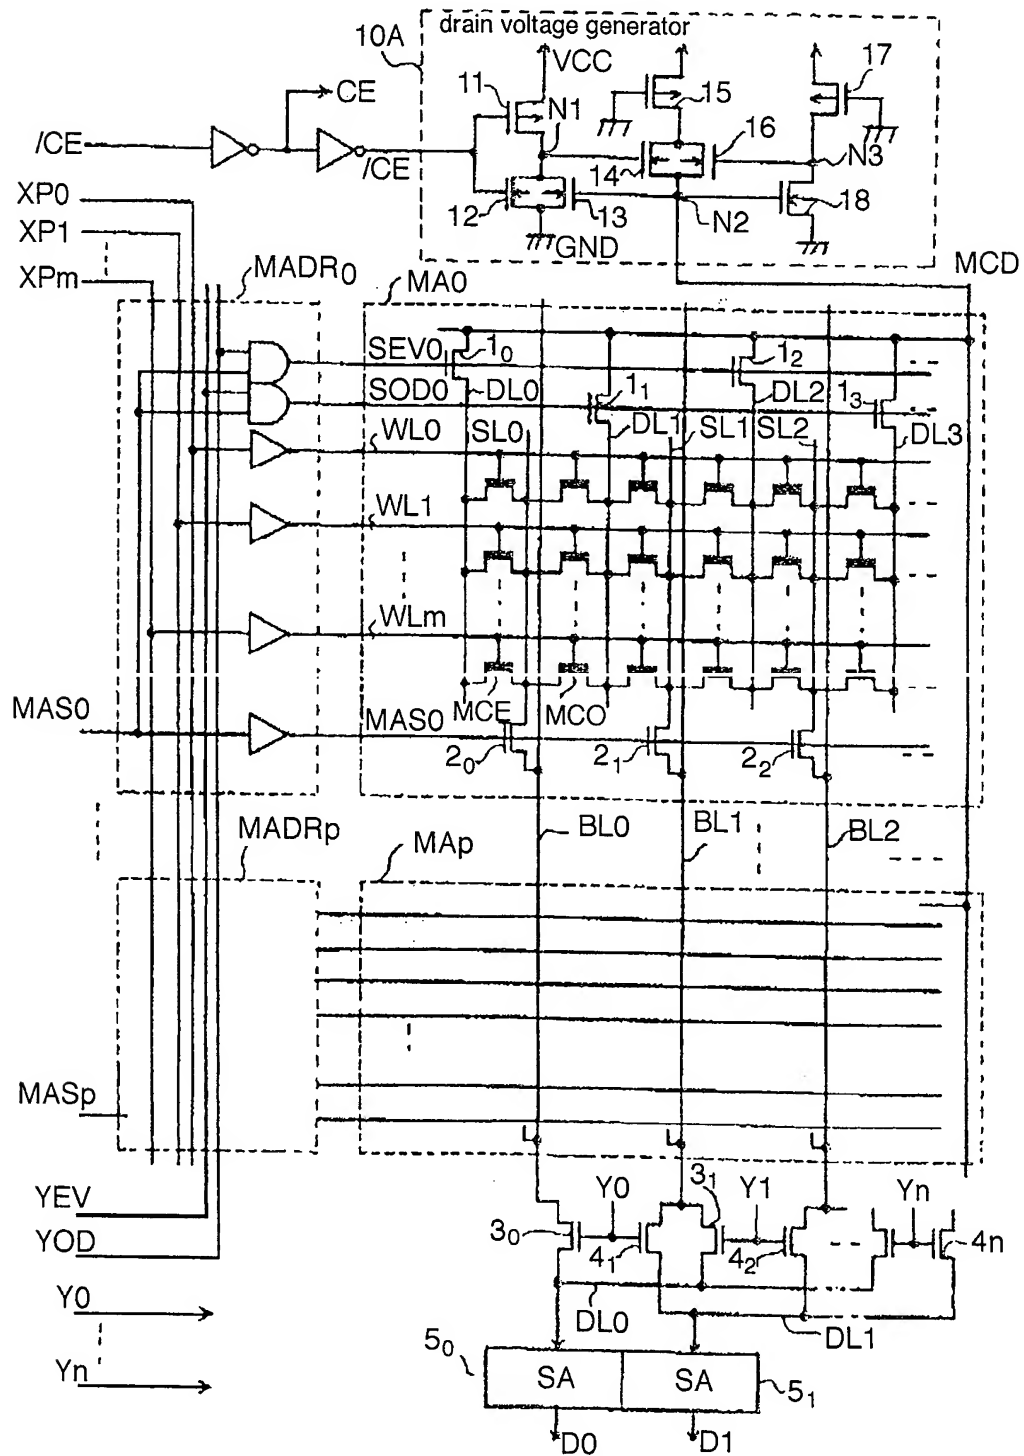 drain voltage generator
10A
VCC
17
11
CE
N1
15
16
/CE
/CE
14
N3
XP0
12
13
N2
18
XP1
GND
MCD
XPm
MADR0
MA0
SEV0
10
12
SOD0
DL0
11
DL2
13
WL0
SL0
DL1
SL1
SL2
DL3
WL1
WLm
MAS0
MAS0
MCE
MCO
20
21
22
BL0
BL1
BL2
MADRp
MAp
MASp
YEV
Y0
31
Y1
Yn
YOD
30
41
42
4n
Y0
DL0
DL1
Yn
50
SA
SA
51
D0
D1